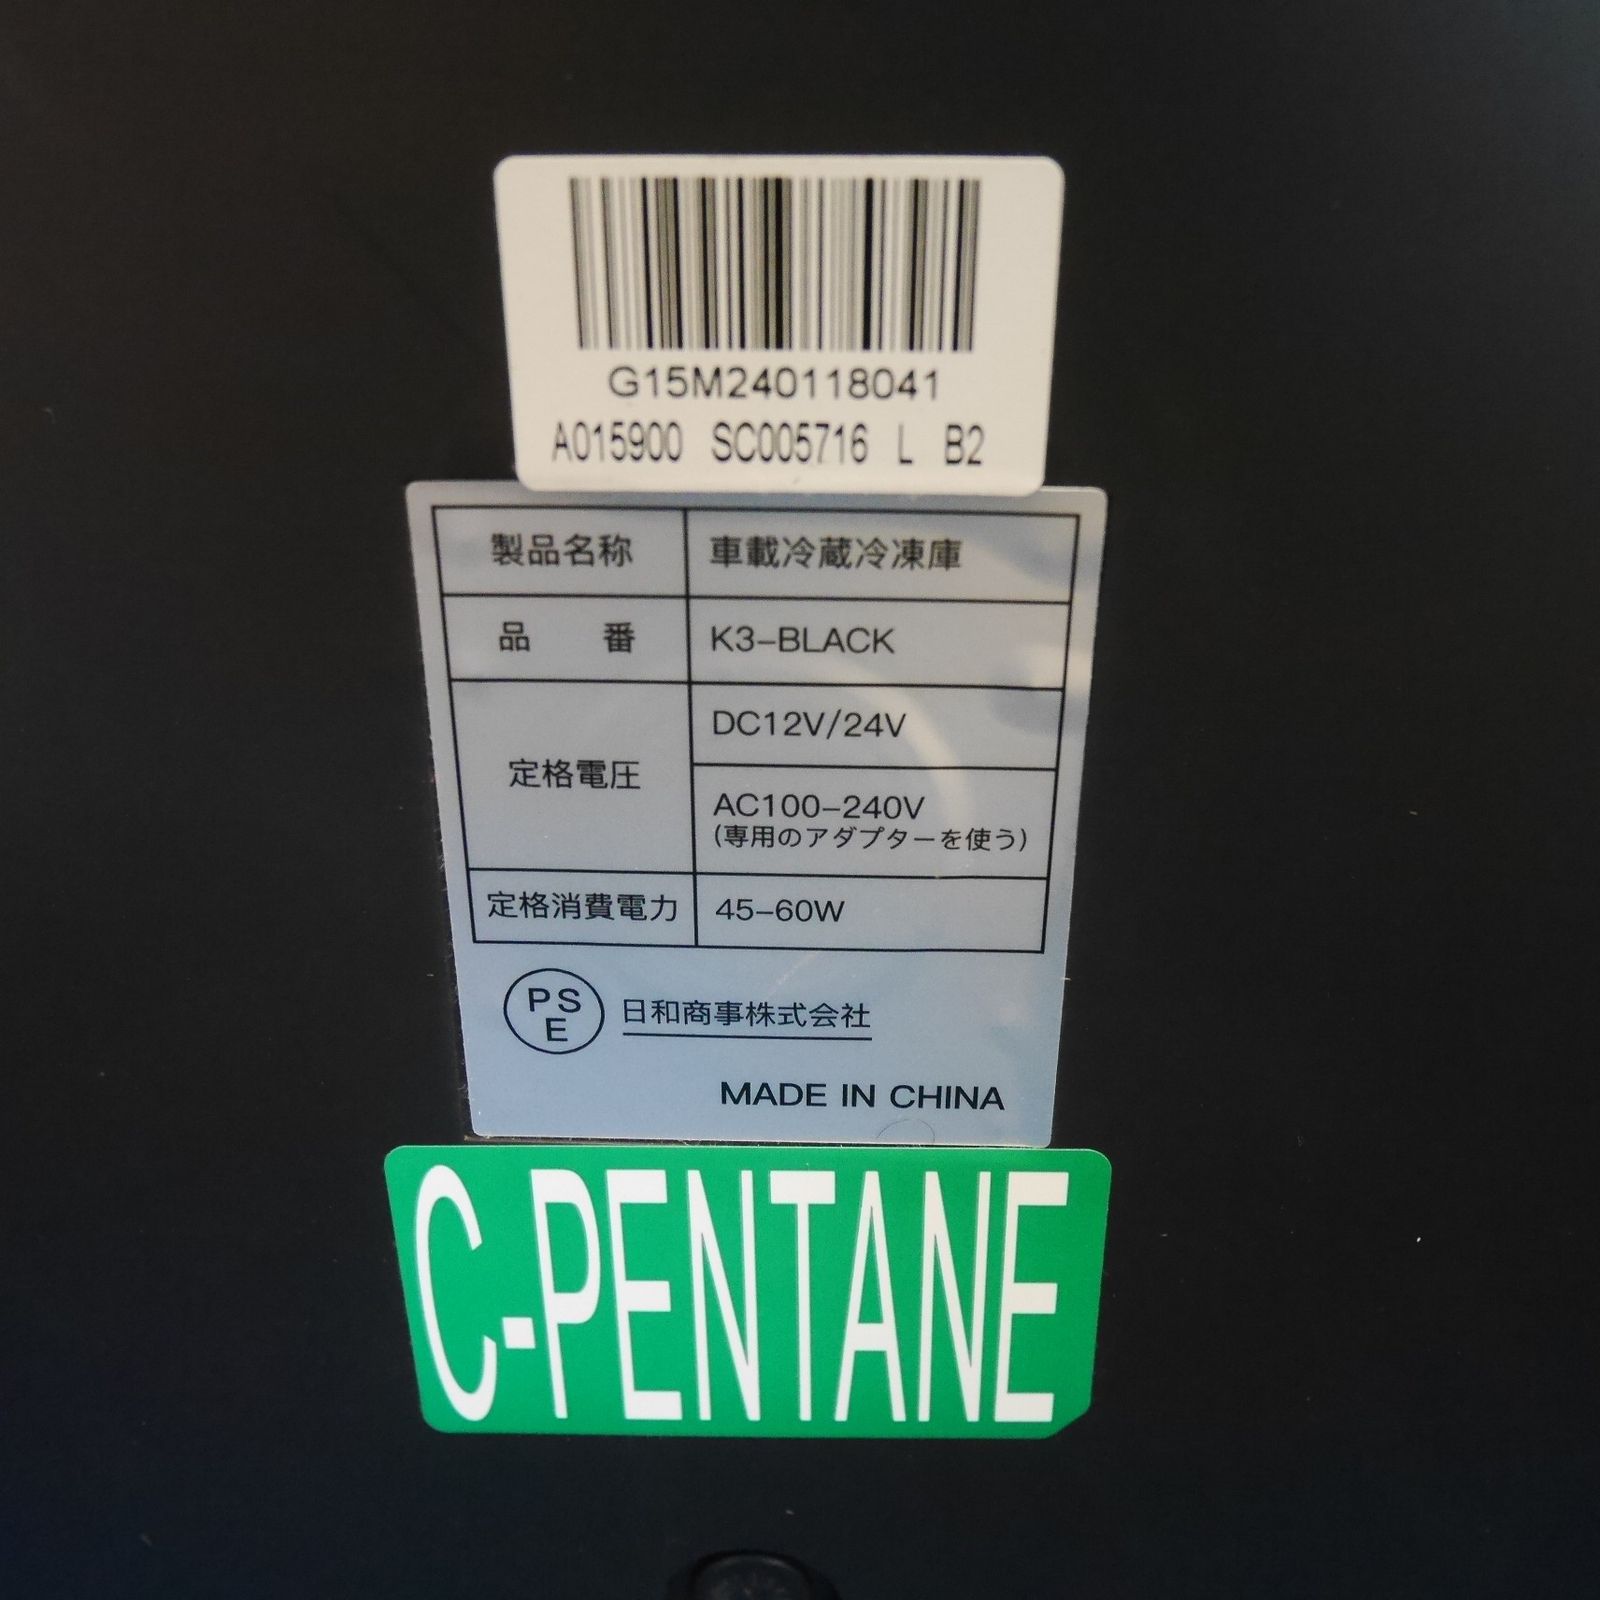 G15M240118041
A015900 SC005716 L B2
製品名称 車載冷蔵冷凍庫
品番 K3-BLACK
定格電圧 DC12V/24V
AC100-240V
(専用のアダプターを使う)
定格消費電力 45-60W
PS
E
日和商事株式会社
MADE IN CHINA
C-PENTANE